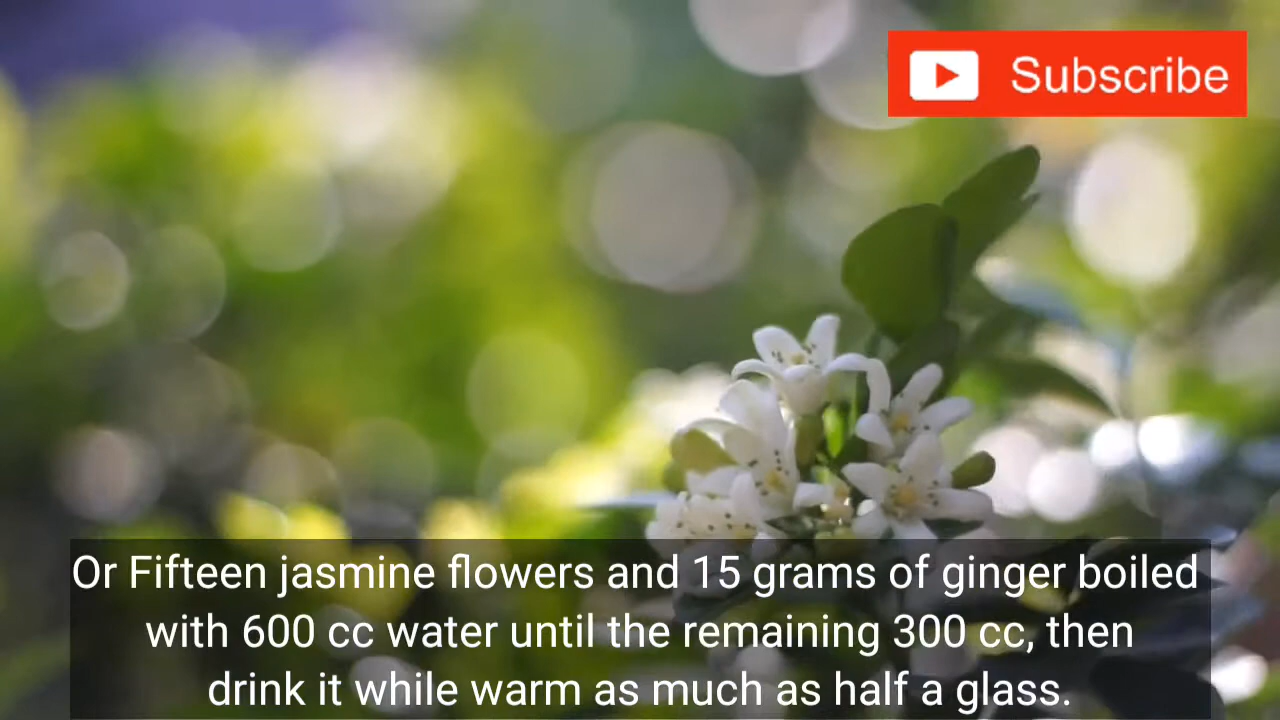 Subscribe
Or Fifteen jasmine flowers and 15 grams of ginger boiled
with 600 cc water until the remaining 300 cc, then
drink it while warm as much as half a glass.